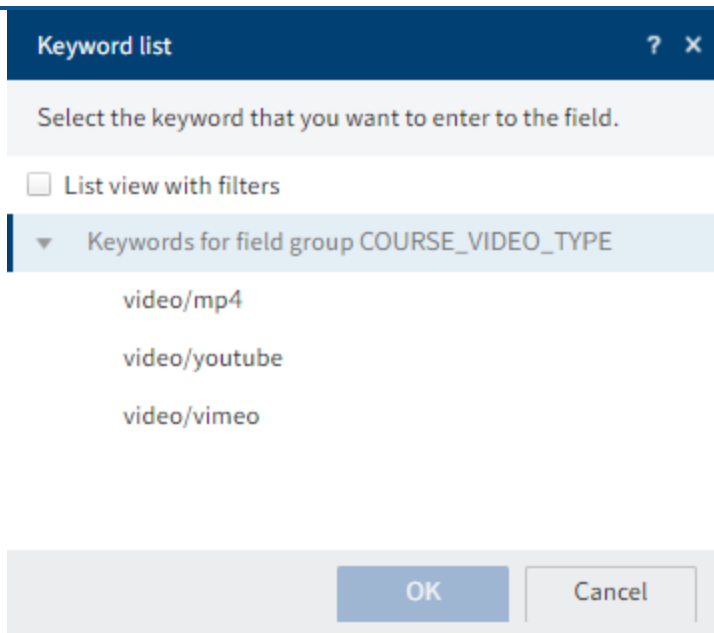 Keyword list ? ×
Select the keyword that you want to enter to the field.
List view with filters
Keywords for field group COURSE_VIDEO_TYPE
video/mp4
video/youtube
video/vimeo
OK Cancel